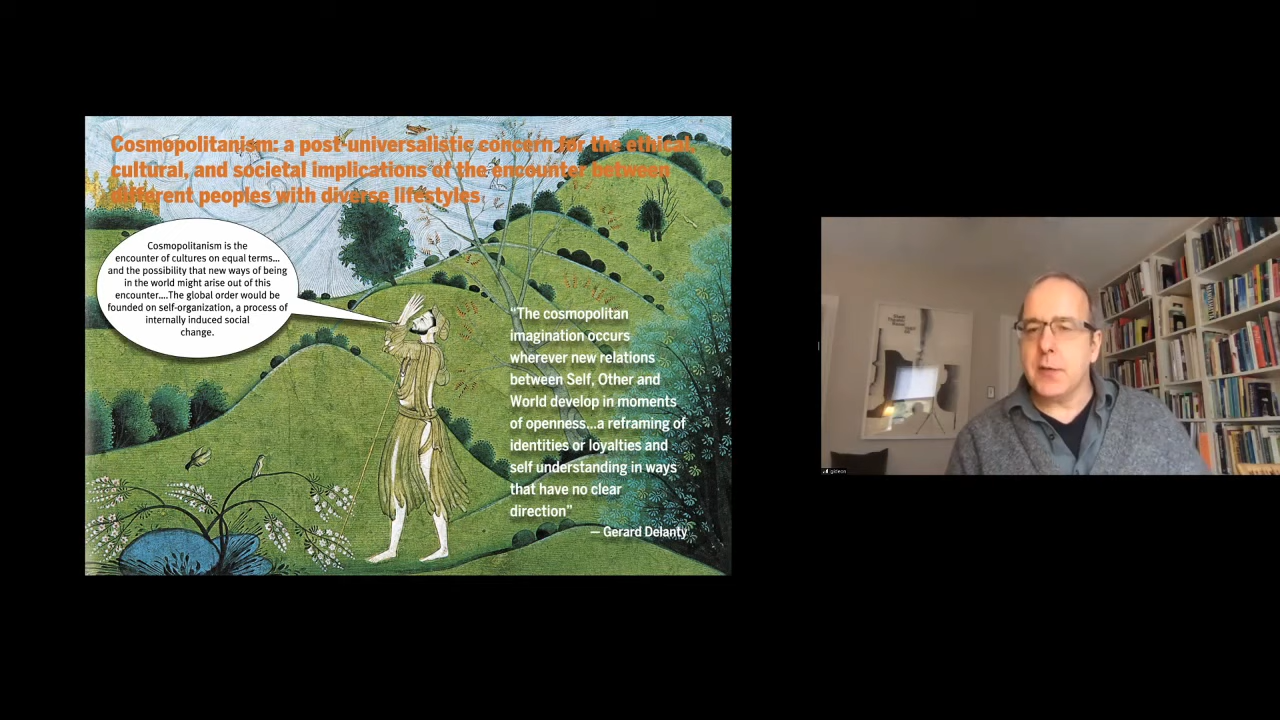 Cosmopolitanism: a post-universalistic concern for the ethical,
cultural, and societal implications of the encounter between
different peoples with diverse lifestyles
Cosmopolitanism is the
encounter of cultures on equal terms...
and the possibility that new ways of being
in the world might arise out of this
encounter....The global order would be
founded on self-organization, a process of
internally induced social
change.
“The cosmopolitan
imagination occurs
wherever new relations
between Self, Other and
World develop in moments
of openness...a reframing of
identities or loyalties and
self understanding in ways
that have no clear
direction”
— Gerard Delanty
gideon